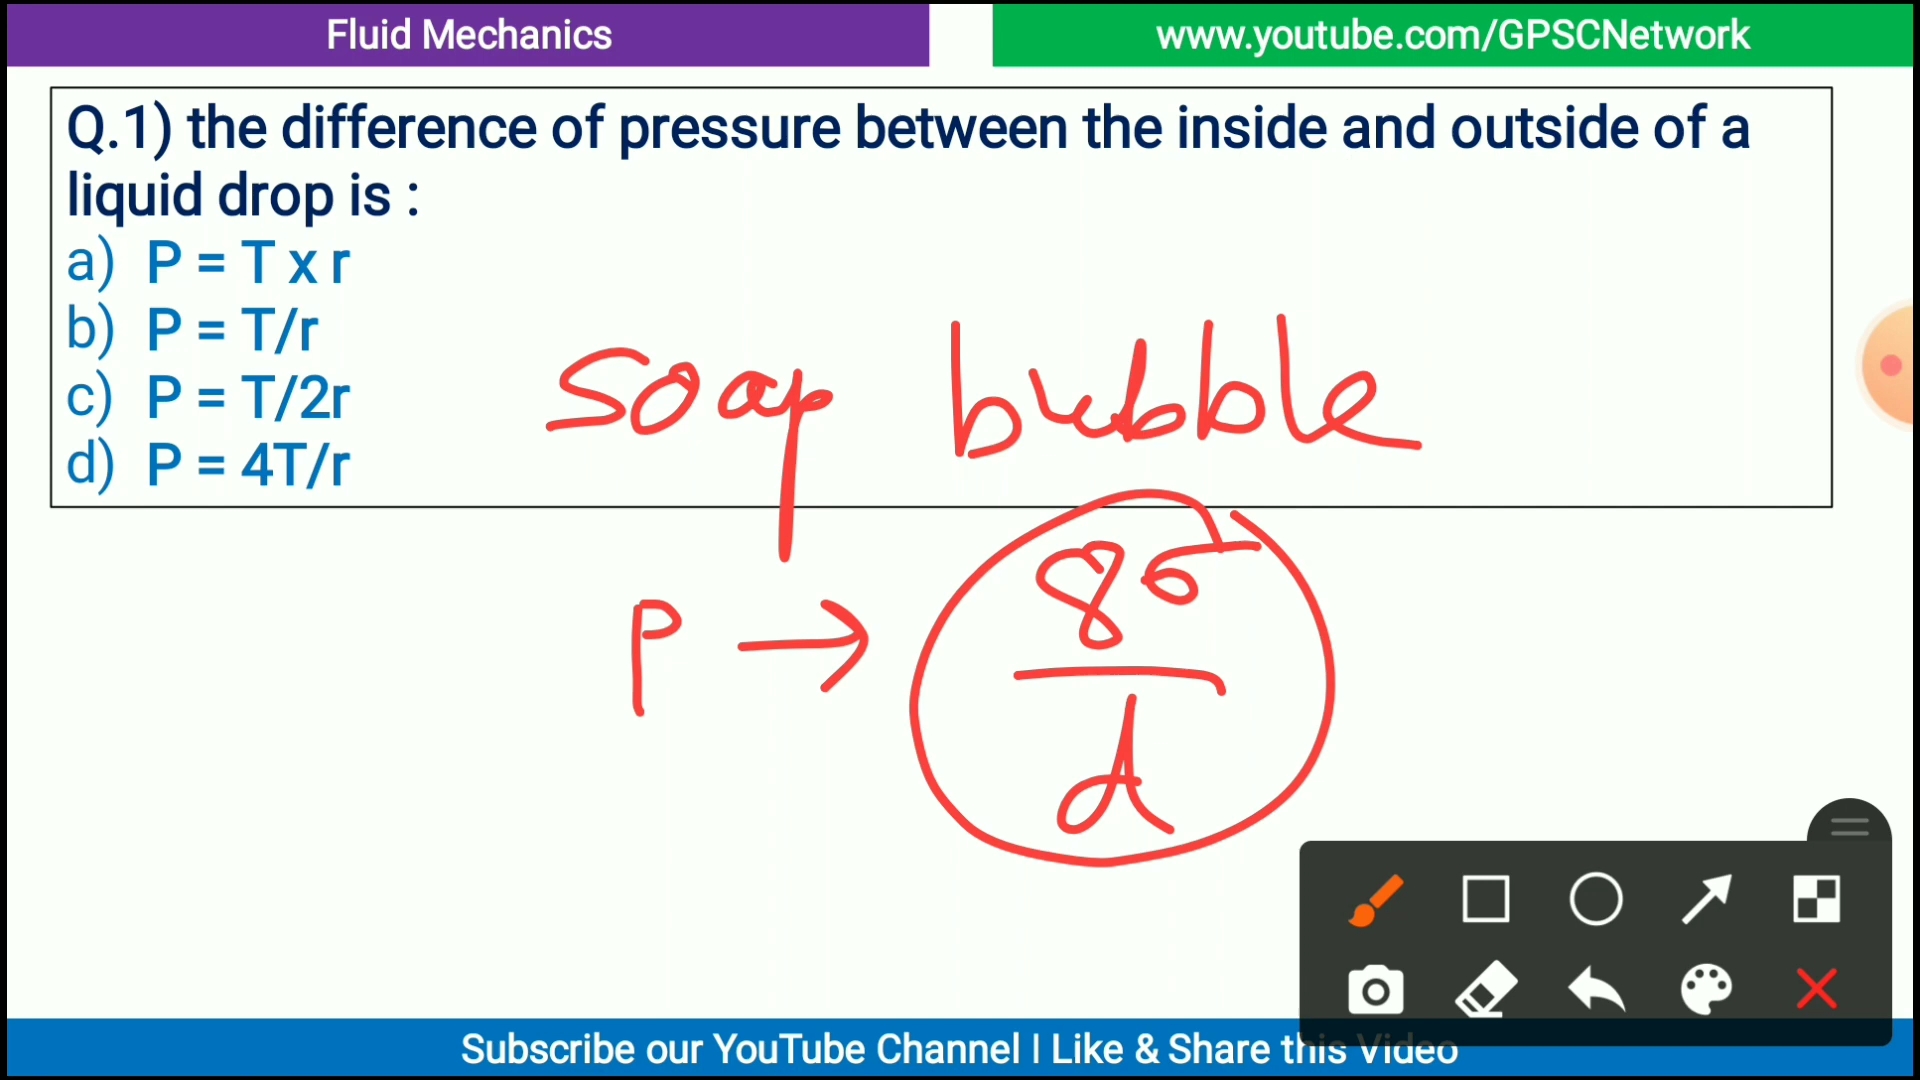 Fluid Mechanics
www.youtube.com/GPSCNetwork
Q.1) the difference of pressure between the inside and outside of a
liquid drop is :
a) P = T x r
b) P = T/r
c) P = T/2r
d) P = 4T/r
soap bubble
P → 8σ
d
Subscribe our YouTube Channel | Like & Share this Video